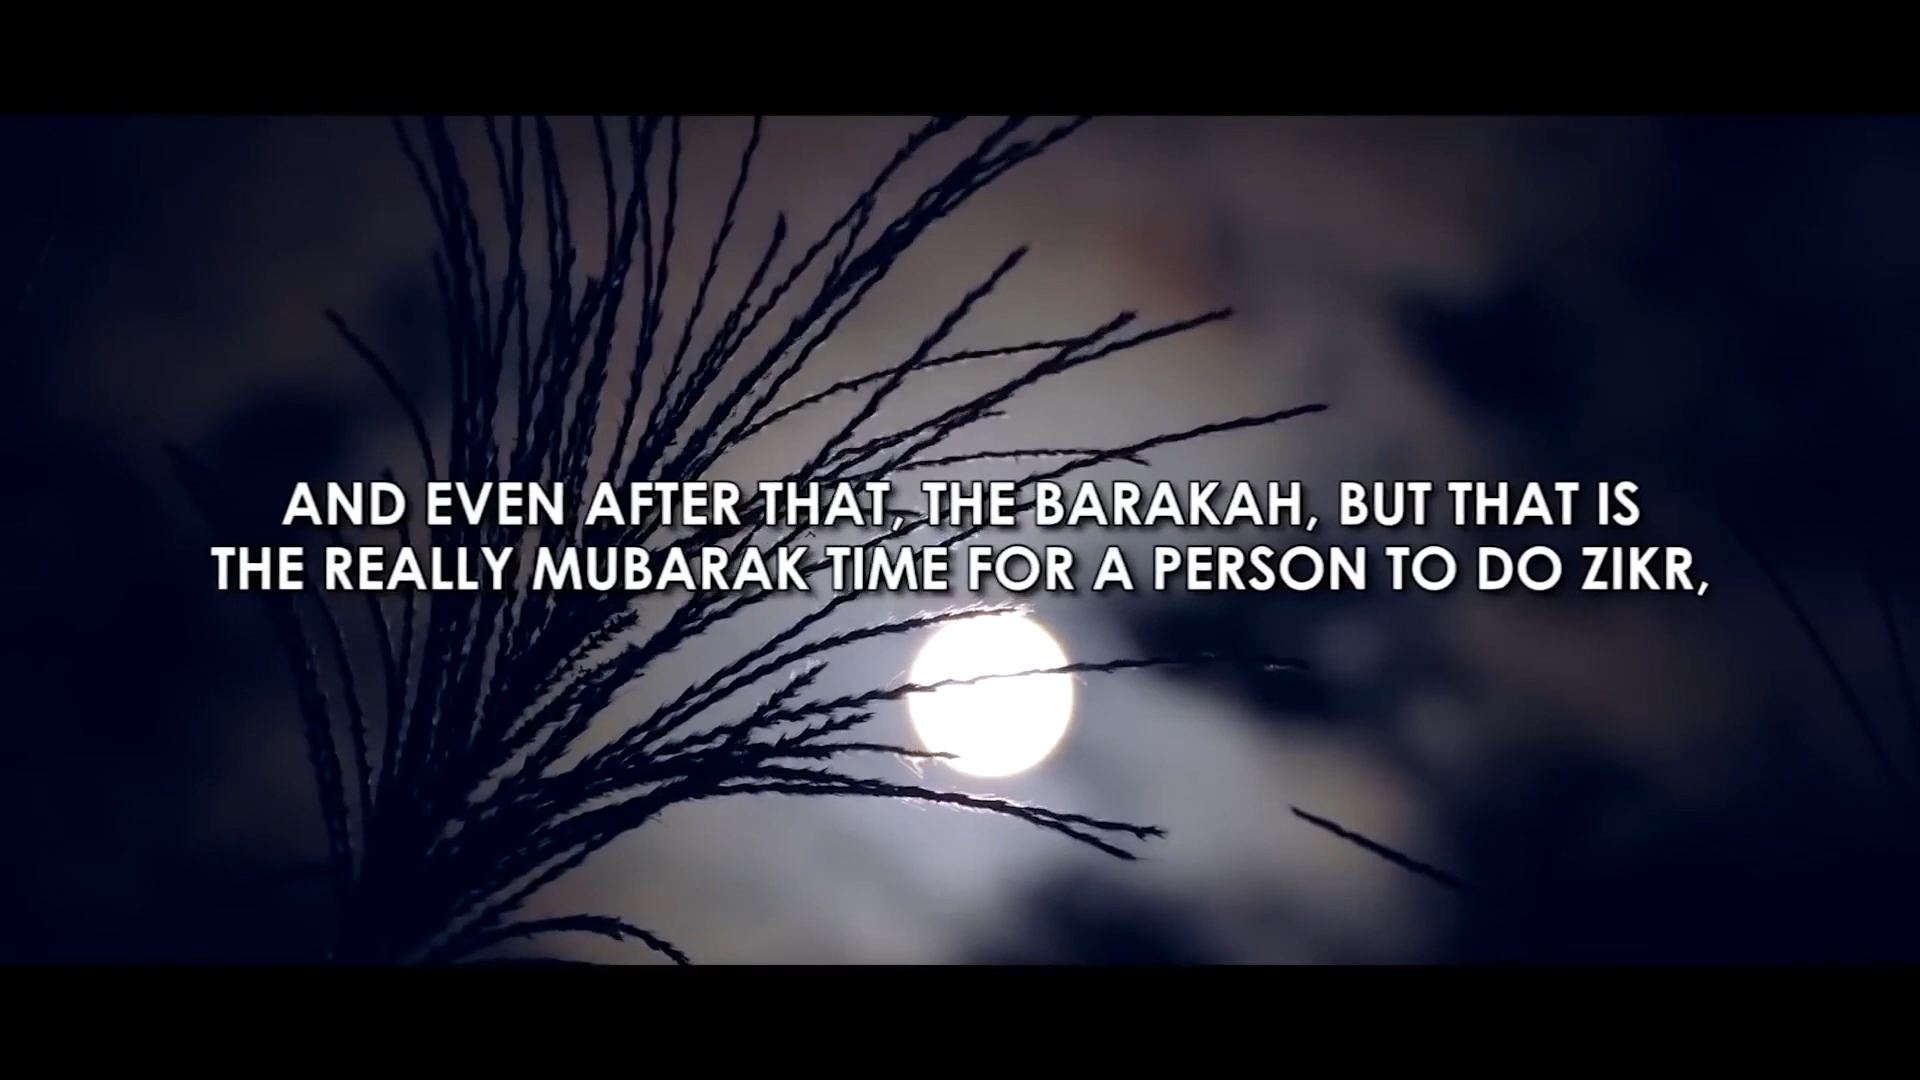 AND EVEN AFTER THAT, THE BARAKAH, BUT THAT IS
THE REALLY MUBARAK TIME FOR A PERSON TO DO ZIKR,